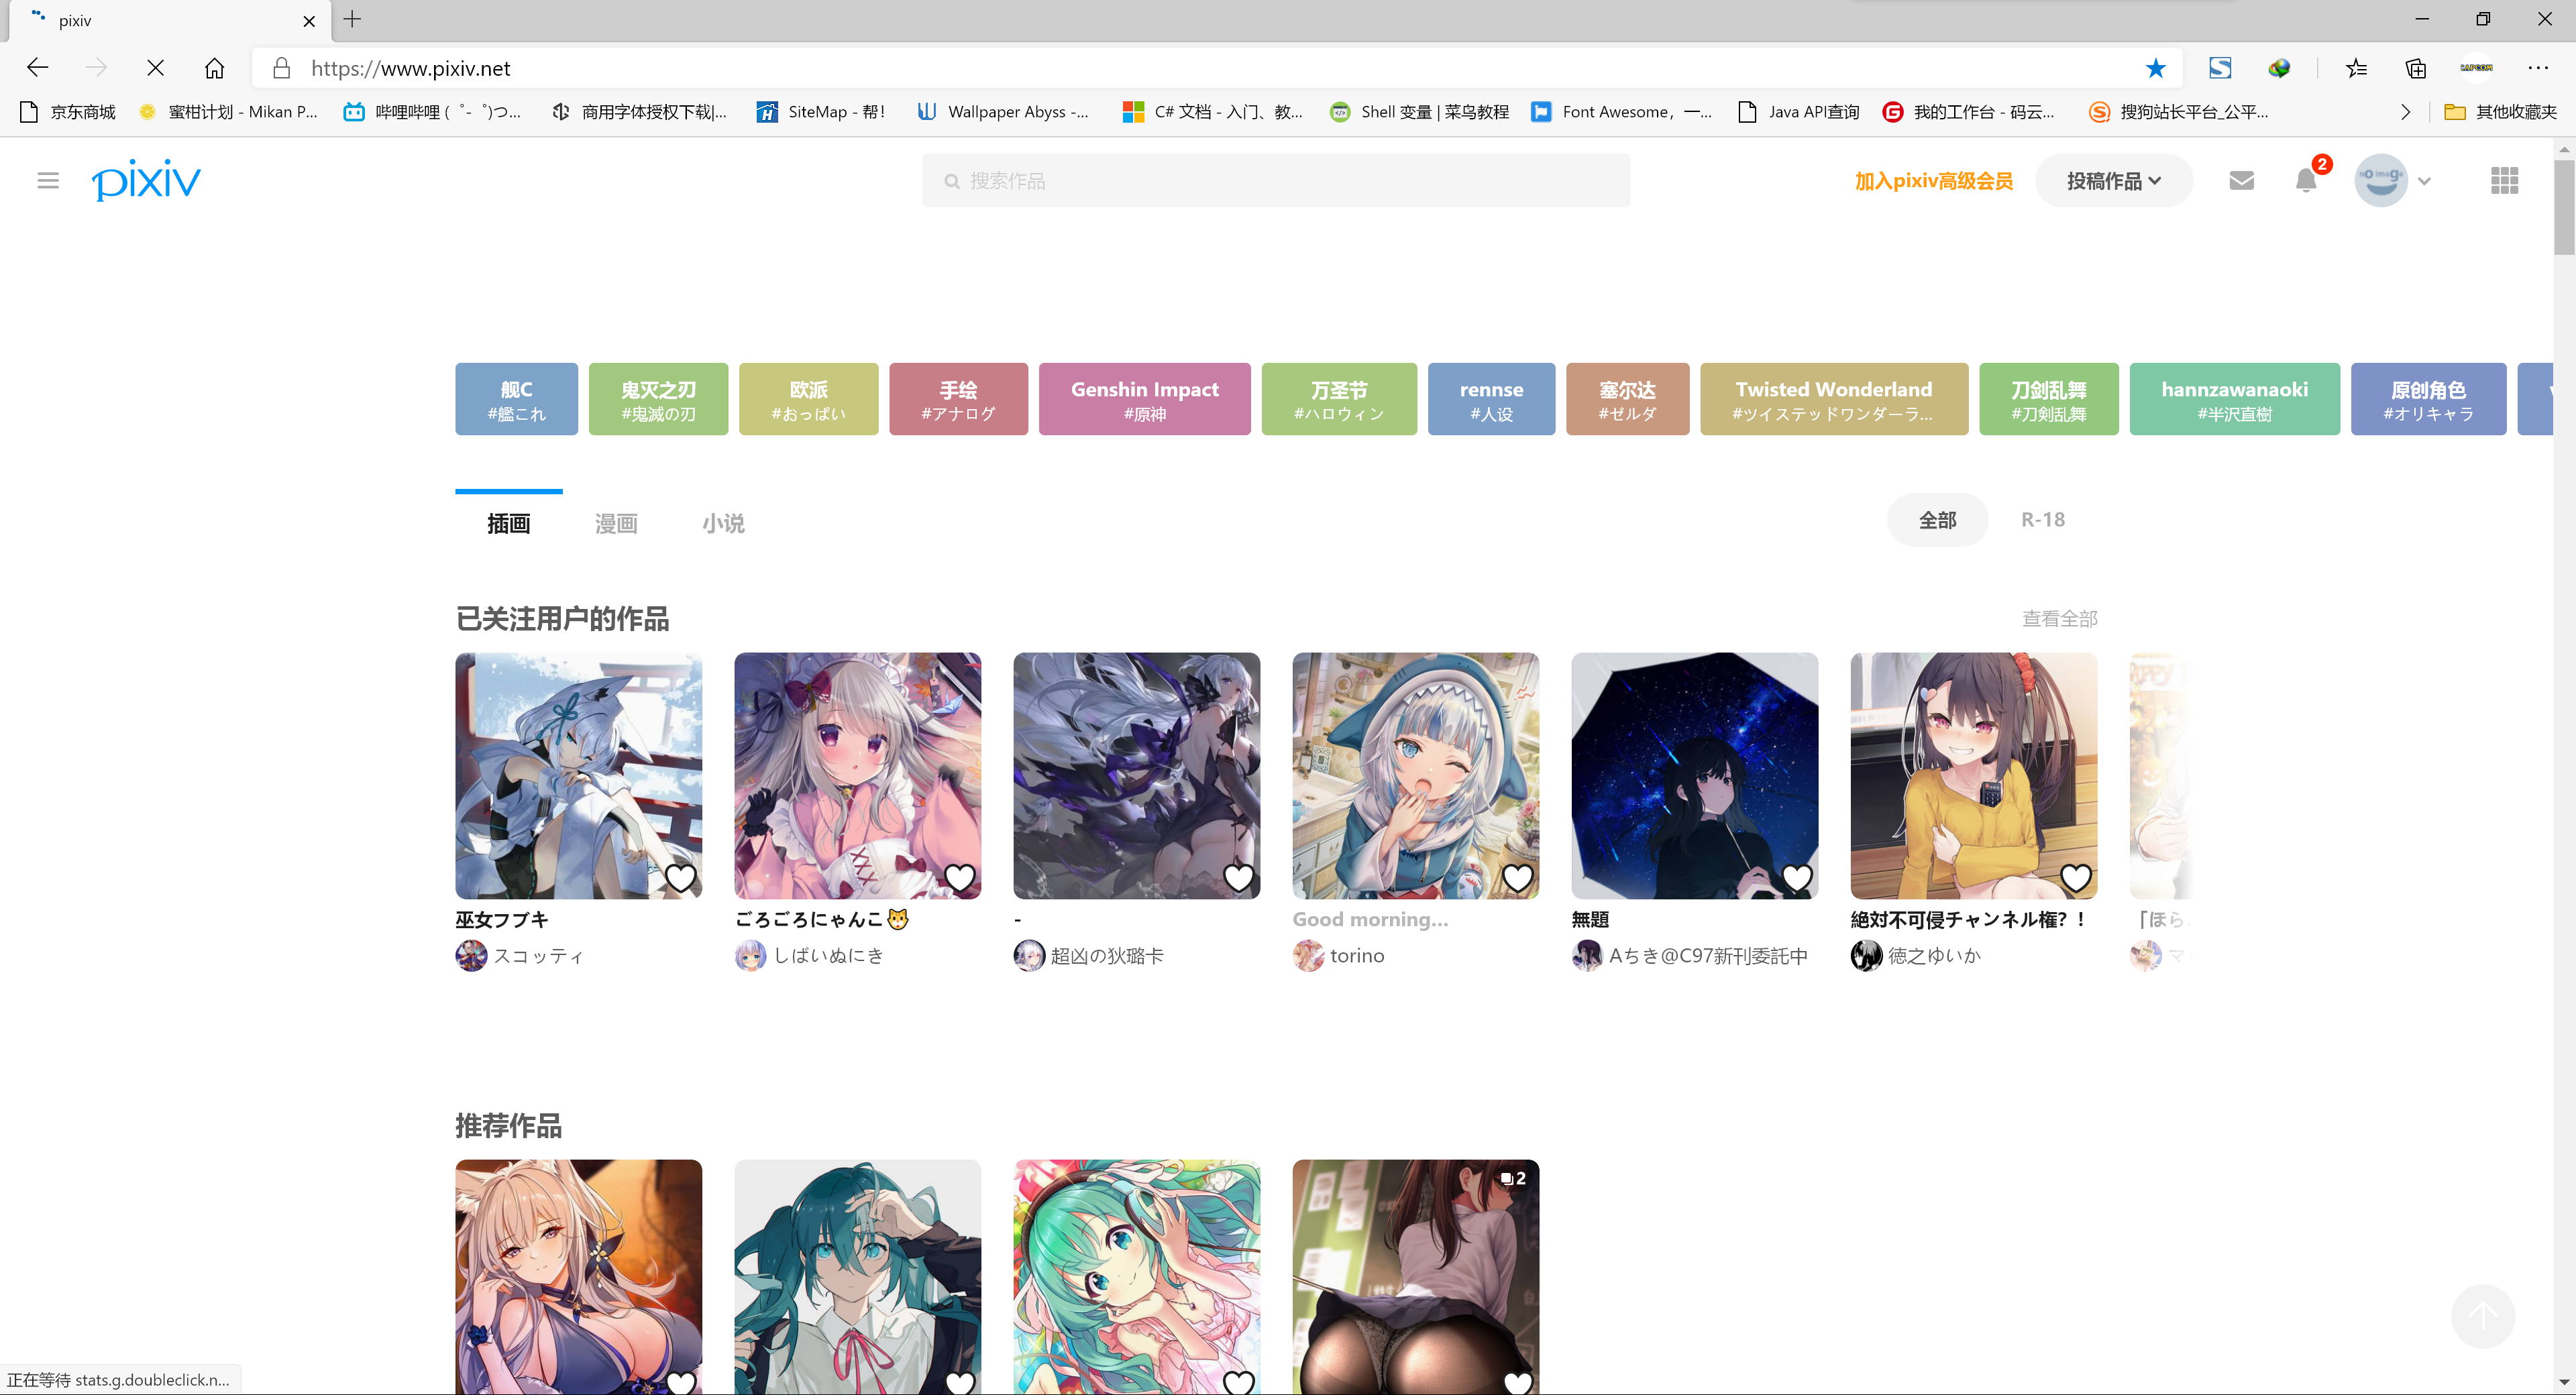 pixiv
https://www.pixiv.net
京东商城
蜜柑计划 - Mikan P...
哔哩哔哩 (゜-゜)つ...
商用字体授权下载|...
SiteMap - 帮!
Wallpaper Abyss -...
C# 文档 - 入门、教...
Shell 变量 | 菜鸟教程
Font Awesome，一...
Java API查询
我的工作台 - 码云...
搜狗站长平台_公平...
其他收藏夹
pixiv
搜索作品
加入pixiv高级会员
投稿作品
2
no image
舰C
#艦これ
鬼灭之刃
#鬼滅の刃
欧派
#おっぱい
手绘
#アナログ
Genshin Impact
#原神
万圣节
#ハロウィン
rennse
#人设
塞尔达
#ゼルダ
Twisted Wonderland
#ツイステッドワンダーラ...
刀剑乱舞
#刀剣乱舞
hannzawanaoki
#半沢直樹
原创角色
#オリキャラ
插画
漫画
小说
全部
R-18
已关注用户的作品
查看全部
巫女フブキ
スコッティ
ごろごろにゃんこ🐱
しばいぬにき
-
超凶の狄璐卡
Good morning...
torino
無題
Aちき@C97新刊委託中
絶対不可侵チャンネル権？！
徳之ゆいか
「ほら
マ
推荐作品
2
正在等待 stats.g.doubleclick.n...